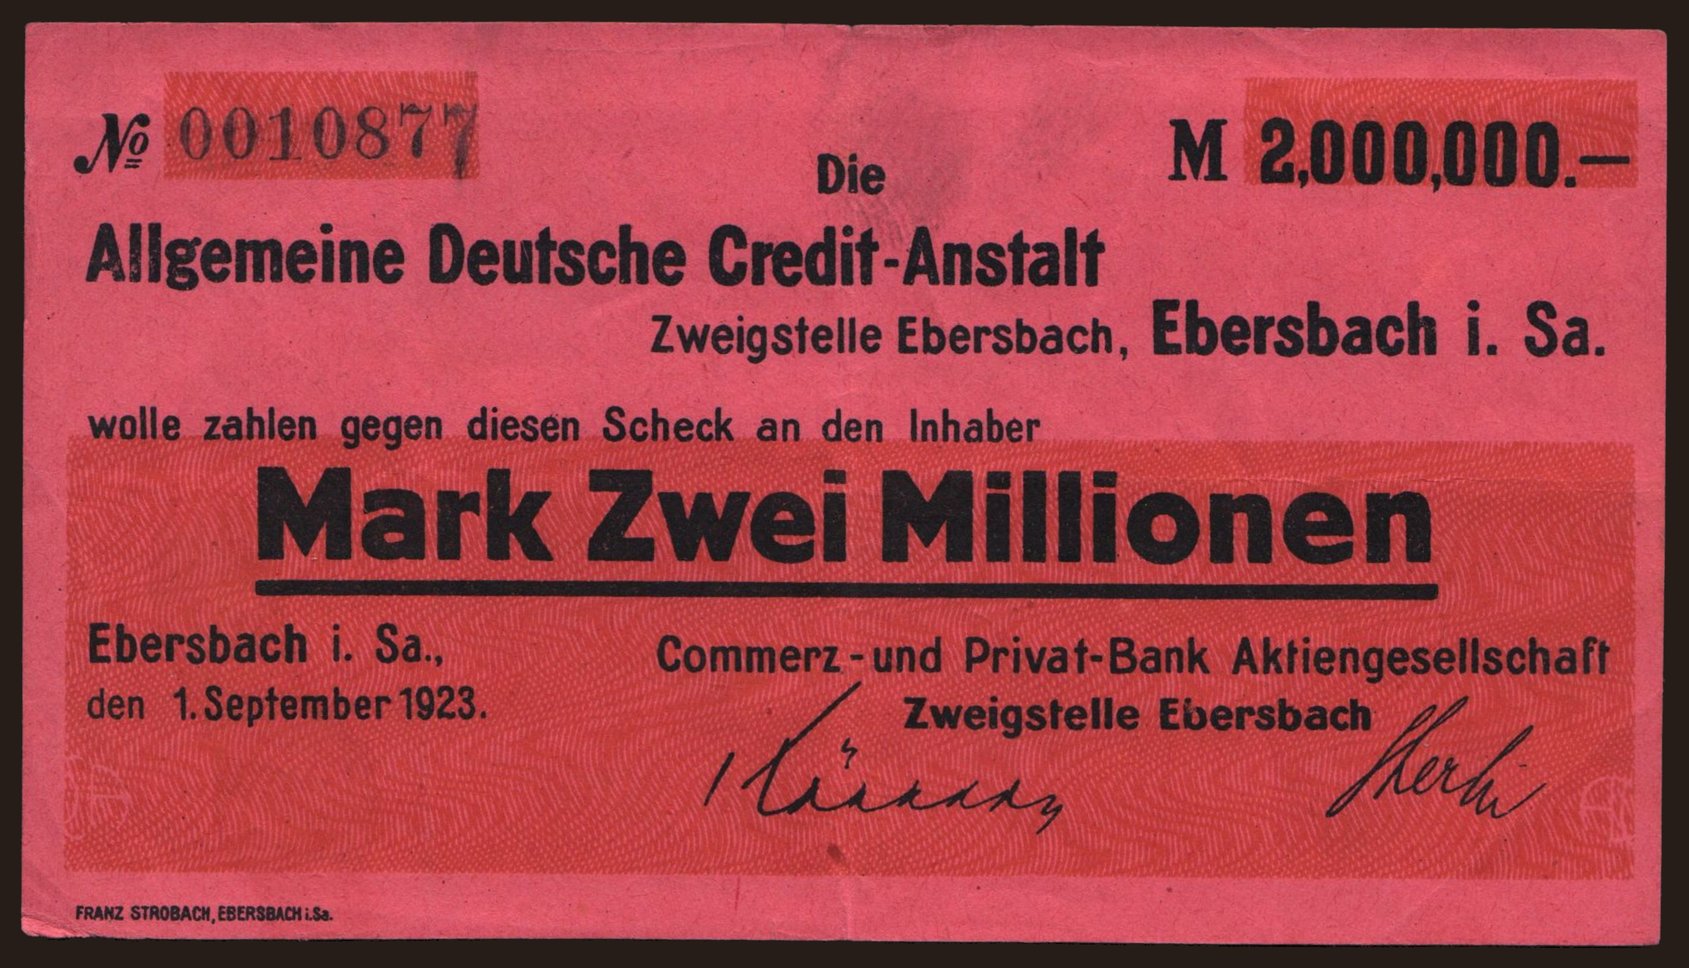 № 0010877
M 2,000,000.—
Die
Allgemeine Deutsche Credit-Anstalt
Zweigstelle Ebersbach, Ebersbach i. Sa.
wolle zahlen gegen diesen Scheck an den Inhaber
Mark Zwei Millionen
Ebersbach i. Sa.,
den 1. September 1923.
Commerz- und Privat-Bank Aktiengesellschaft
Zweigstelle Ebersbach
FRANZ STROBACH, EBERSBACH i. Sa.